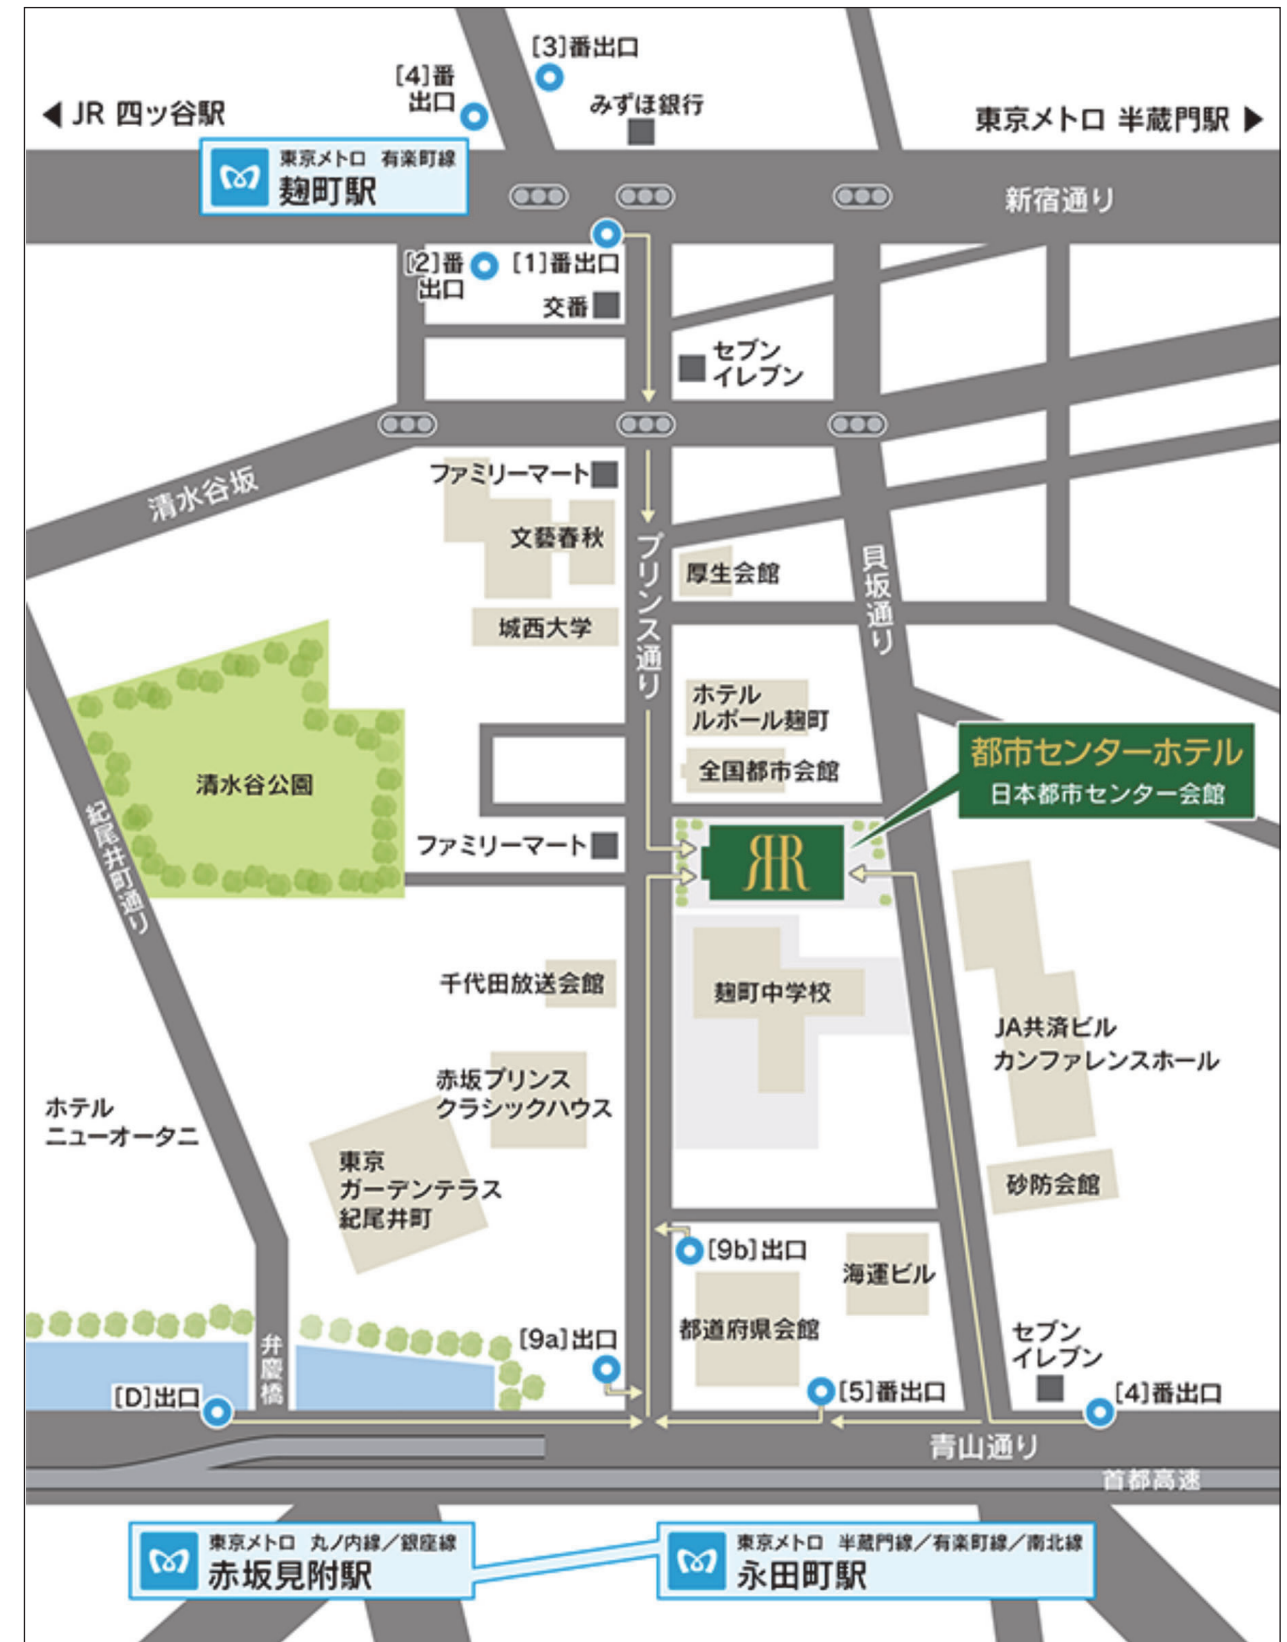 [3]番出口
[4]番
出口
みずほ銀行
◀ JR 四ッ谷駅
東京メトロ 半蔵門駅 ▶
東京メトロ 有楽町線
麹町駅
新宿通り
[2]番
出口
[1]番出口
交番
セブン
イレブン
清水谷坂
ファミリーマート
文藝春秋
プリンス通り
厚生会館
貝坂通り
城西大学
ホテル
ルポール麹町
全国都市会館
都市センターホテル
日本都市センター会館
清水谷公園
紀尾井町通り
ファミリーマート
千代田放送会館
麹町中学校
JA共済ビル
カンファレンスホール
赤坂プリンス
クラシックハウス
ホテル
ニューオータニ
東京
ガーデンテラス
紀尾井町
砂防会館
[9b]出口
海運ビル
都道府県会館
[9a]出口
弁慶橋
セブン
イレブン
[D]出口
[5]番出口
[4]番出口
青山通り
首都高速
東京メトロ 丸ノ内線／銀座線
赤坂見附駅
東京メトロ 半蔵門線／有楽町線／南北線
永田町駅